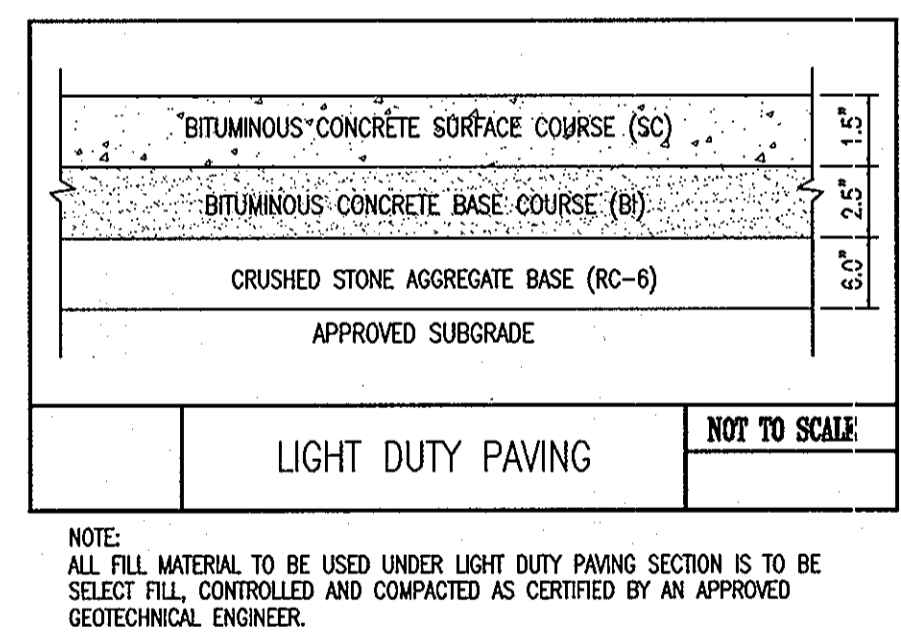 BITUMINOUS CONCRETE SURFACE COURSE (SC)
1.5"
BITUMINOUS CONCRETE BASE COURSE (BI)
2.5"
CRUSHED STONE AGGREGATE BASE (RC-6)
6.0"
APPROVED SUBGRADE
LIGHT DUTY PAVING
NOT TO SCALE
NOTE:
ALL FILL MATERIAL TO BE USED UNDER LIGHT DUTY PAVING SECTION IS TO BE
SELECT FILL, CONTROLLED AND COMPACTED AS CERTIFIED BY AN APPROVED
GEOTECHNICAL ENGINEER.